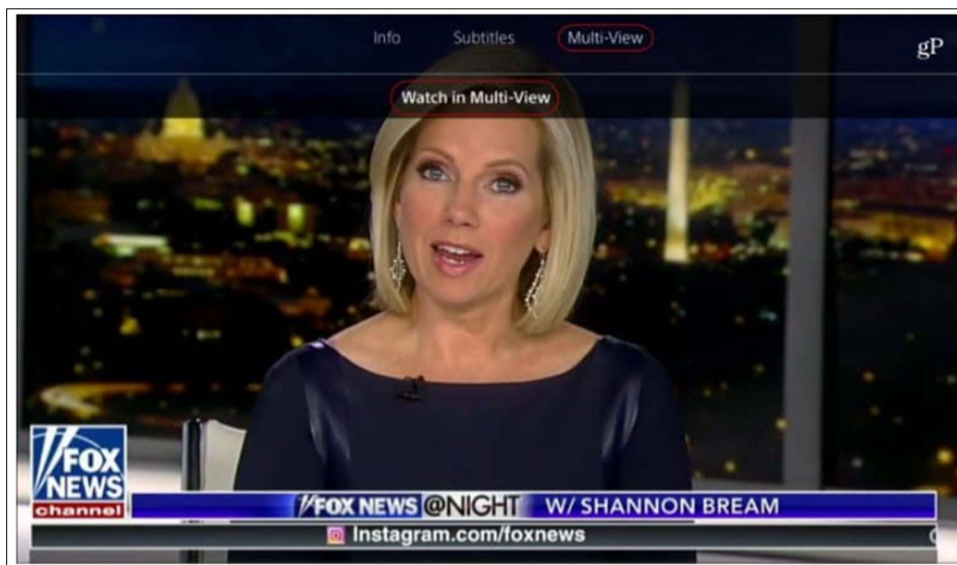 Info Subtitles Multi-View
gP
Watch in Multi-View
FOX
NEWS
channel
FOX NEWS @NIGHT W/ SHANNON BREAM
Instagram.com/foxnews